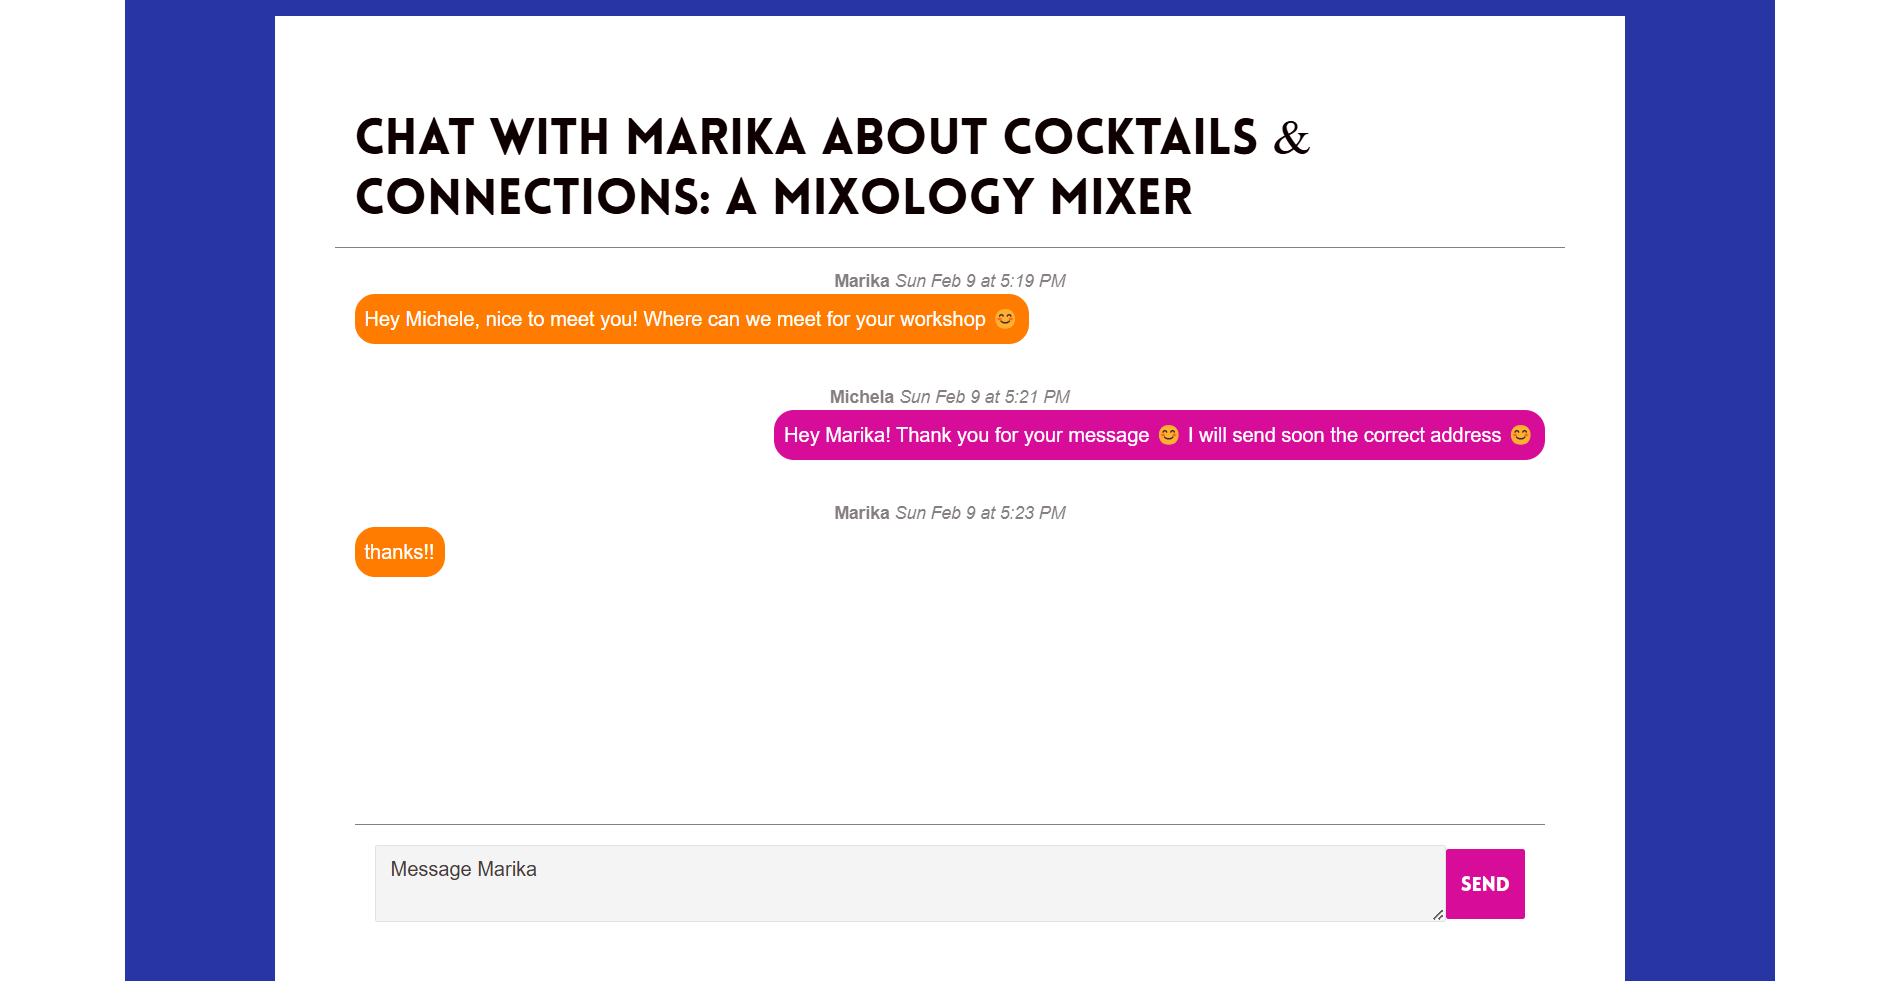 CHAT WITH MARIKA ABOUT COCKTAILS &
CONNECTIONS: A MIXOLOGY MIXER
Marika Sun Feb 9 at 5:19 PM
Hey Michele, nice to meet you! Where can we meet for your workshop 😊
Michela Sun Feb 9 at 5:21 PM
Hey Marika! Thank you for your message 😊 I will send soon the correct address 😊
Marika Sun Feb 9 at 5:23 PM
thanks!!
Message Marika
SEND